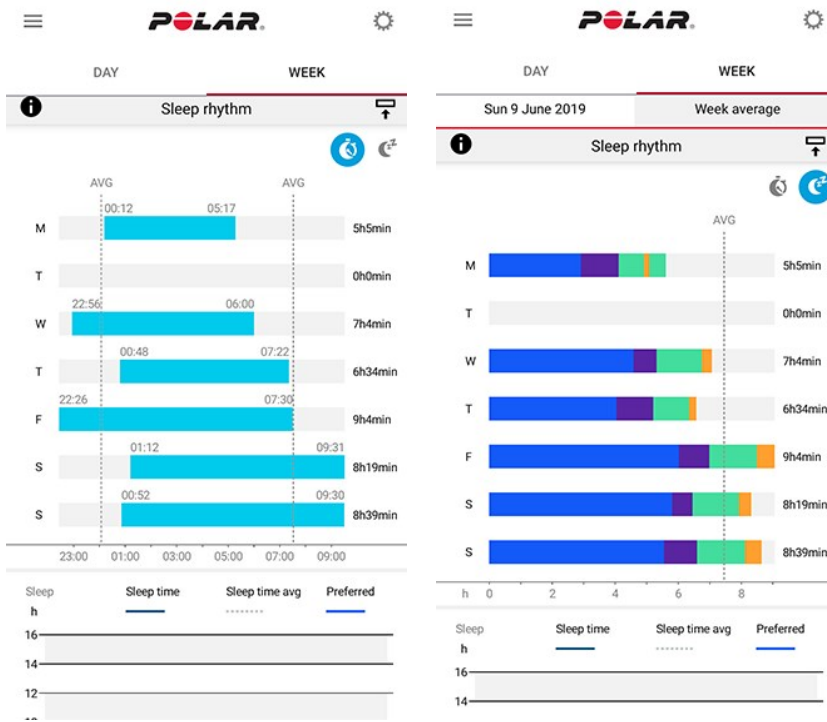 POLAR.
DAY WEEK
i Sleep rhythm
AVG AVG
00:12 05:17
M 5h5min
T 0h0min
22:56 06:00
W 7h4min
00:48 07:22
T 6h34min
22:26 07:30
F 9h4min
01:12 09:31
S 8h19min
00:52 09:30
S 8h39min
23:00 01:00 03:00 05:00 07:00 09:00
Sleep Sleep time Sleep time avg Preferred
h
16
14
12
POLAR.
DAY WEEK
Sun 9 June 2019 Week average
i Sleep rhythm
AVG
M 5h5min
T 0h0min
W 7h4min
T 6h34min
F 9h4min
S 8h19min
S 8h39min
h 0 2 4 6 8
Sleep Sleep time Sleep time avg Preferred
h
16
14